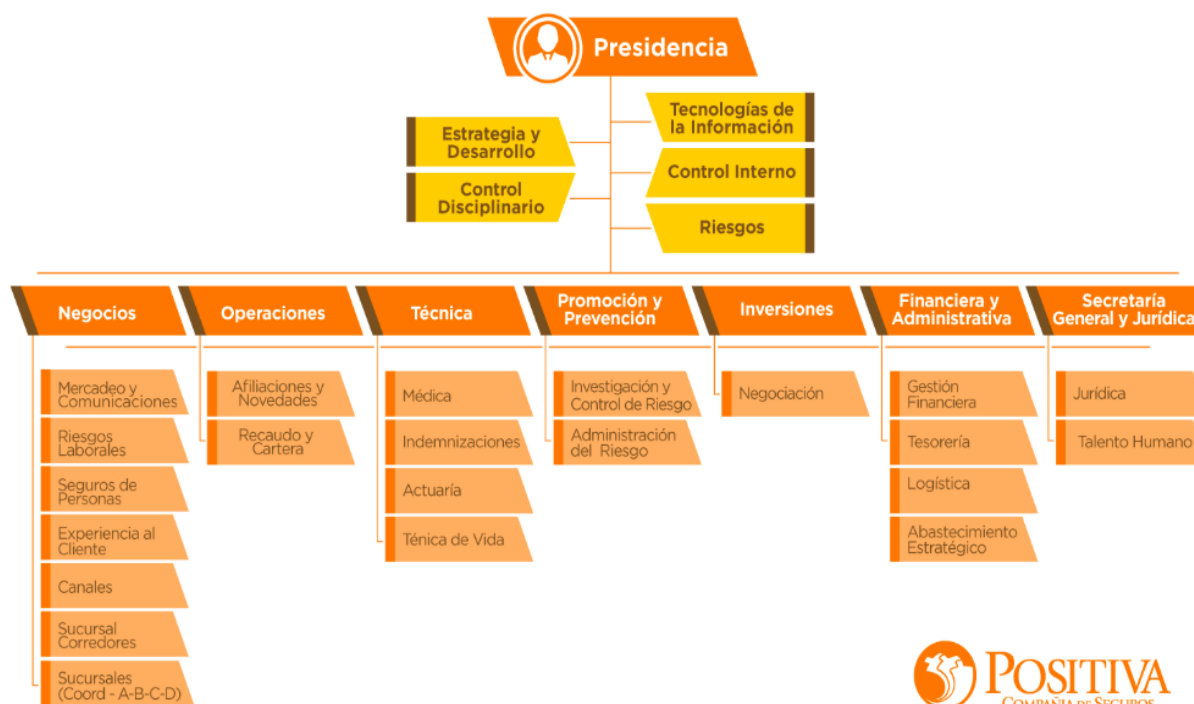 Presidencia
Estrategia y
Desarrollo
Control
Disciplinario
Tecnologías de
la Información
Control Interno
Riesgos
Negocios
Mercadeo y
Comunicaciones
Riesgos
Laborales
Seguros de
Personas
Experiencia al
Cliente
Canales
Sucursal
Corredores
Sucursales
(Coord - A-B-C-D)
Operaciones
Afiliaciones y
Novedades
Recaudo y
Cartera
Técnica
Médica
Indemnizaciones
Actuaría
Ténica de Vida
Promoción y
Prevención
Investigación y
Control de Riesgo
Administración
del Riesgo
Inversiones
Negociación
Financiera y
Administrativa
Gestión
Financiera
Tesorería
Logística
Abastecimiento
Estratégico
Secretaría
General y Jurídica
Jurídica
Talento Humano
POSITIVA
COMPAÑIA DE SEGUROS